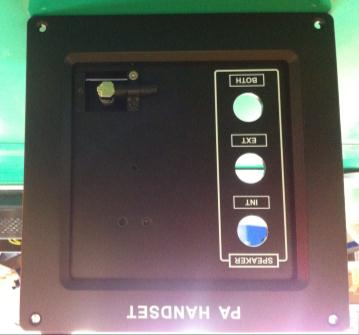 PA HANDSET
SPEAKER
INT
EXT
BOTH